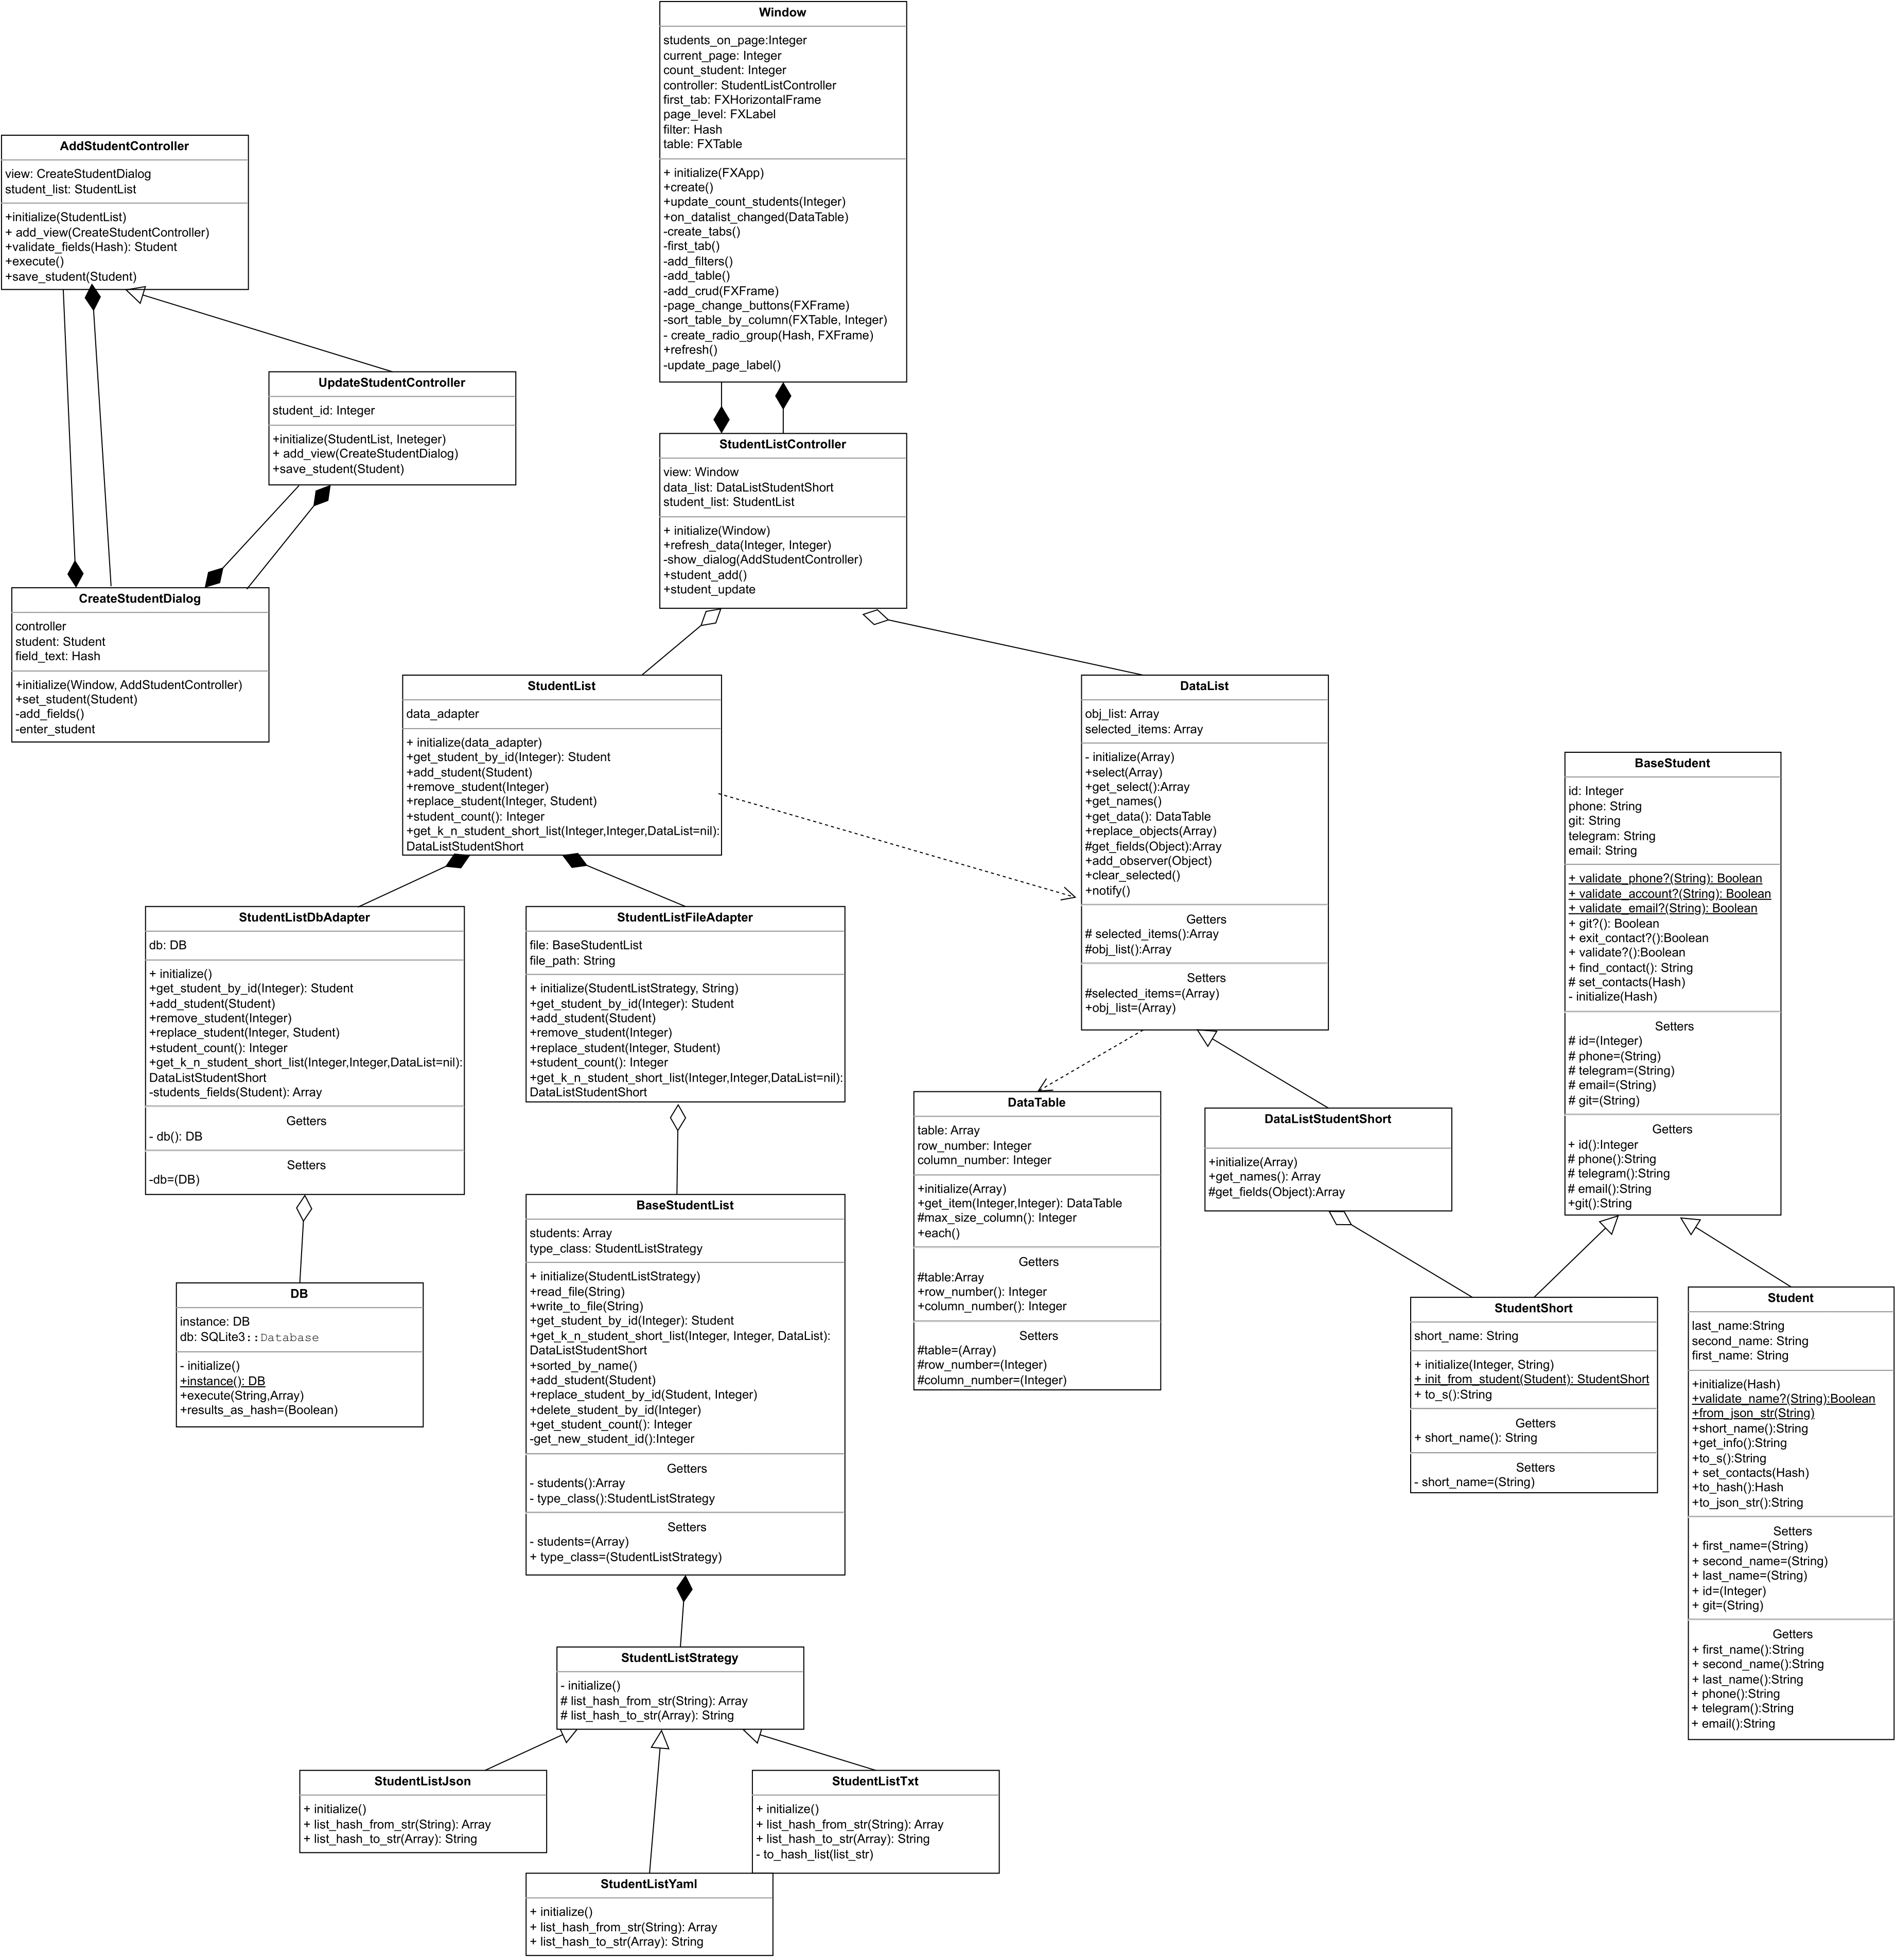 Window
students_on_page:Integer
current_page: Integer
count_student: Integer
controller: StudentListController
first_tab: FXHorizontalFrame
page_level: FXLabel
filter: Hash
table: FXTable
+ initialize(FXApp)
+create()
+update_count_students(Integer)
+on_datalist_changed(DataTable)
-create_tabs()
-first_tab()
-add_filters()
-add_table()
-add_crud(FXFrame)
-page_change_buttons(FXFrame)
-sort_table_by_column(FXTable, Integer)
- create_radio_group(Hash, FXFrame)
+refresh()
-update_page_label()
AddStudentController
view: CreateStudentDialog
student_list: StudentList
+initialize(StudentList)
+ add_view(CreateStudentController)
+validate_fields(Hash): Student
+execute()
+save_student(Student)
UpdateStudentController
student_id: Integer
+initialize(StudentList, Ineteger)
+ add_view(CreateStudentDialog)
+save_student(Student)
StudentListController
view: Window
data_list: DataListStudentShort
student_list: StudentList
+ initialize(Window)
+refresh_data(Integer, Integer)
-show_dialog(AddStudentController)
+student_add()
+student_update
CreateStudentDialog
controller
student: Student
field_text: Hash
+initialize(Window, AddStudentController)
+set_student(Student)
-add_fields()
-enter_student
StudentList
data_adapter
+ initialize(data_adapter)
+get_student_by_id(Integer): Student
+add_student(Student)
+remove_student(Integer)
+replace_student(Integer, Student)
+student_count(): Integer
+get_k_n_student_short_list(Integer,Integer,DataList=nil):
DataListStudentShort
DataList
obj_list: Array
selected_items: Array
- initialize(Array)
+select(Array)
+get_select():Array
+get_names()
+get_data(): DataTable
+replace_objects(Array)
#get_fields(Object):Array
+add_observer(Object)
+clear_selected()
+notify()
Getters
# selected_items():Array
#obj_list():Array
Setters
#selected_items=(Array)
+obj_list=(Array)
BaseStudent
id: Integer
phone: String
git: String
telegram: String
email: String
+ validate_phone?(String): Boolean
+ validate_account?(String): Boolean
+ validate_email?(String): Boolean
+ git?(): Boolean
+ exit_contact?():Boolean
+ validate?():Boolean
+ find_contact(): String
# set_contacts(Hash)
- initialize(Hash)
Setters
# id=(Integer)
# phone=(String)
# telegram=(String)
# email=(String)
# git=(String)
Getters
+ id():Integer
# phone():String
# telegram():String
# email():String
+git():String
StudentListDbAdapter
db: DB
+ initialize()
+get_student_by_id(Integer): Student
+add_student(Student)
+remove_student(Integer)
+replace_student(Integer, Student)
+student_count(): Integer
+get_k_n_student_short_list(Integer,Integer,DataList=nil):
DataListStudentShort
-students_fields(Student): Array
Getters
- db(): DB
Setters
-db=(DB)
StudentListFileAdapter
file: BaseStudentList
file_path: String
+ initialize(StudentListStrategy, String)
+get_student_by_id(Integer): Student
+add_student(Student)
+remove_student(Integer)
+replace_student(Integer, Student)
+student_count(): Integer
+get_k_n_student_short_list(Integer,Integer,DataList=nil):
DataListStudentShort
DataTable
table: Array
row_number: Integer
column_number: Integer
+initialize(Array)
+get_item(Integer,Integer): DataTable
#max_size_column(): Integer
+each()
Getters
#table:Array
+row_number(): Integer
+column_number(): Integer
Setters
#table=(Array)
#row_number=(Integer)
#column_number=(Integer)
DataListStudentShort
+initialize(Array)
+get_names(): Array
#get_fields(Object):Array
DB
instance: DB
db: SQLite3::Database
- initialize()
+instance(): DB
+execute(String,Array)
+results_as_hash=(Boolean)
BaseStudentList
students: Array
type_class: StudentListStrategy
+ initialize(StudentListStrategy)
+read_file(String)
+write_to_file(String)
+get_student_by_id(Integer): Student
+get_k_n_student_short_list(Integer, Integer, DataList):
DataListStudentShort
+sorted_by_name()
+add_student(Student)
+replace_student_by_id(Student, Integer)
+delete_student_by_id(Integer)
+get_student_count(): Integer
-get_new_student_id():Integer
Getters
- students():Array
- type_class():StudentListStrategy
Setters
- students=(Array)
+ type_class=(StudentListStrategy)
StudentShort
short_name: String
+ initialize(Integer, String)
+ init_from_student(Student): StudentShort
+ to_s():String
Getters
+ short_name(): String
Setters
- short_name=(String)
Student
last_name:String
second_name: String
first_name: String
+initialize(Hash)
+validate_name?(String):Boolean
+from_json_str(String)
+short_name():String
+get_info():String
+to_s():String
+ set_contacts(Hash)
+to_hash():Hash
+to_json_str():String
Setters
+ first_name=(String)
+ second_name=(String)
+ last_name=(String)
+ id=(Integer)
+ git=(String)
Getters
+ first_name():String
+ second_name():String
+ last_name():String
+ phone():String
+ telegram():String
+ email():String
StudentListStrategy
- initialize()
# list_hash_from_str(String): Array
# list_hash_to_str(Array): String
StudentListJson
+ initialize()
+ list_hash_from_str(String): Array
+ list_hash_to_str(Array): String
StudentListTxt
+ initialize()
+ list_hash_from_str(String): Array
+ list_hash_to_str(Array): String
- to_hash_list(list_str)
StudentListYaml
+ initialize()
+ list_hash_from_str(String): Array
+ list_hash_to_str(Array): String